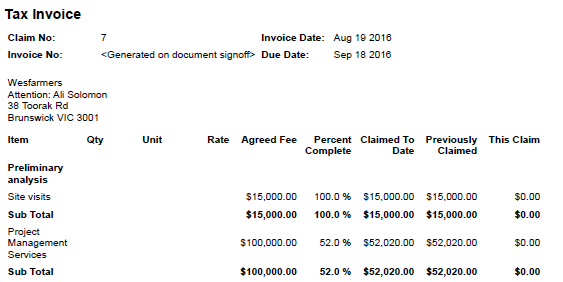 Tax Invoice
Claim No: 7 Invoice Date: Aug 19 2016
Invoice No: <Generated on document signoff> Due Date: Sep 18 2016
Wesfarmers
Attention: Ali Solomon
38 Toorak Rd
Brunswick VIC 3001
Item Qty Unit Rate Agreed Fee Percent Claimed To Previously This Claim
Complete Date Claimed
Preliminary
analysis
Site visits $15,000.00 100.0 % $15,000.00 $15,000.00 $0.00
Sub Total $15,000.00 100.0 % $15,000.00 $15,000.00 $0.00
Project
Management $100,000.00 52.0 % $52,020.00 $52,020.00 $0.00
Services
Sub Total $100,000.00 52.0 % $52,020.00 $52,020.00 $0.00